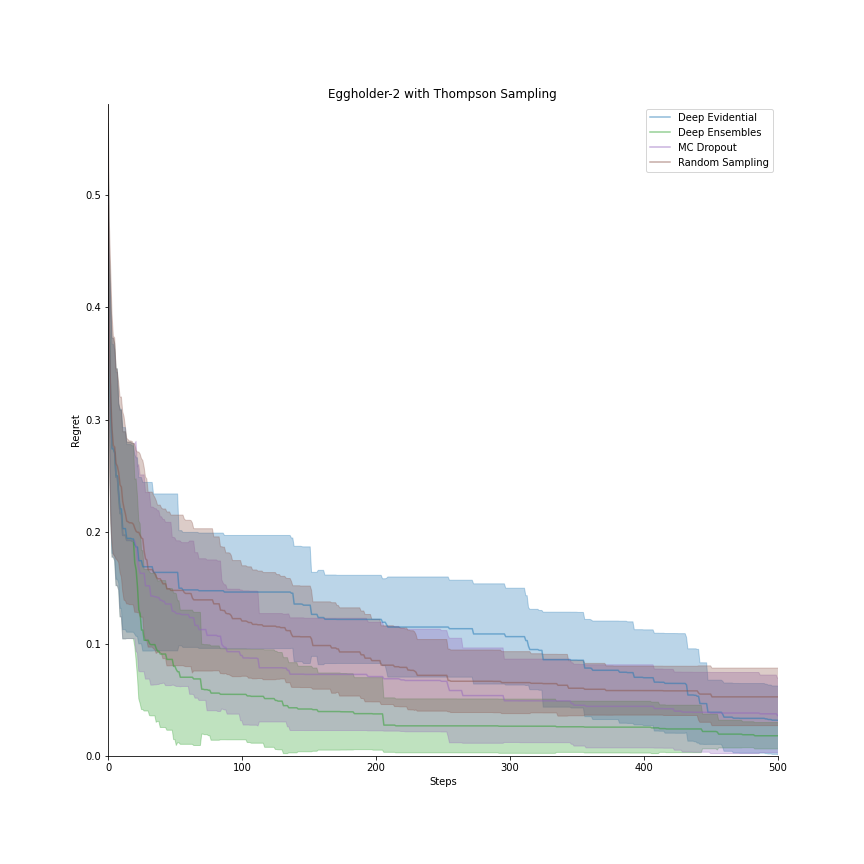 Eggholder-2 with Thompson Sampling
Deep Evidential
Deep Ensembles
MC Dropout
Random Sampling
Regret
0.5
0.4
0.3
0.2
0.1
0.0
0 100 200 300 400 500
Steps